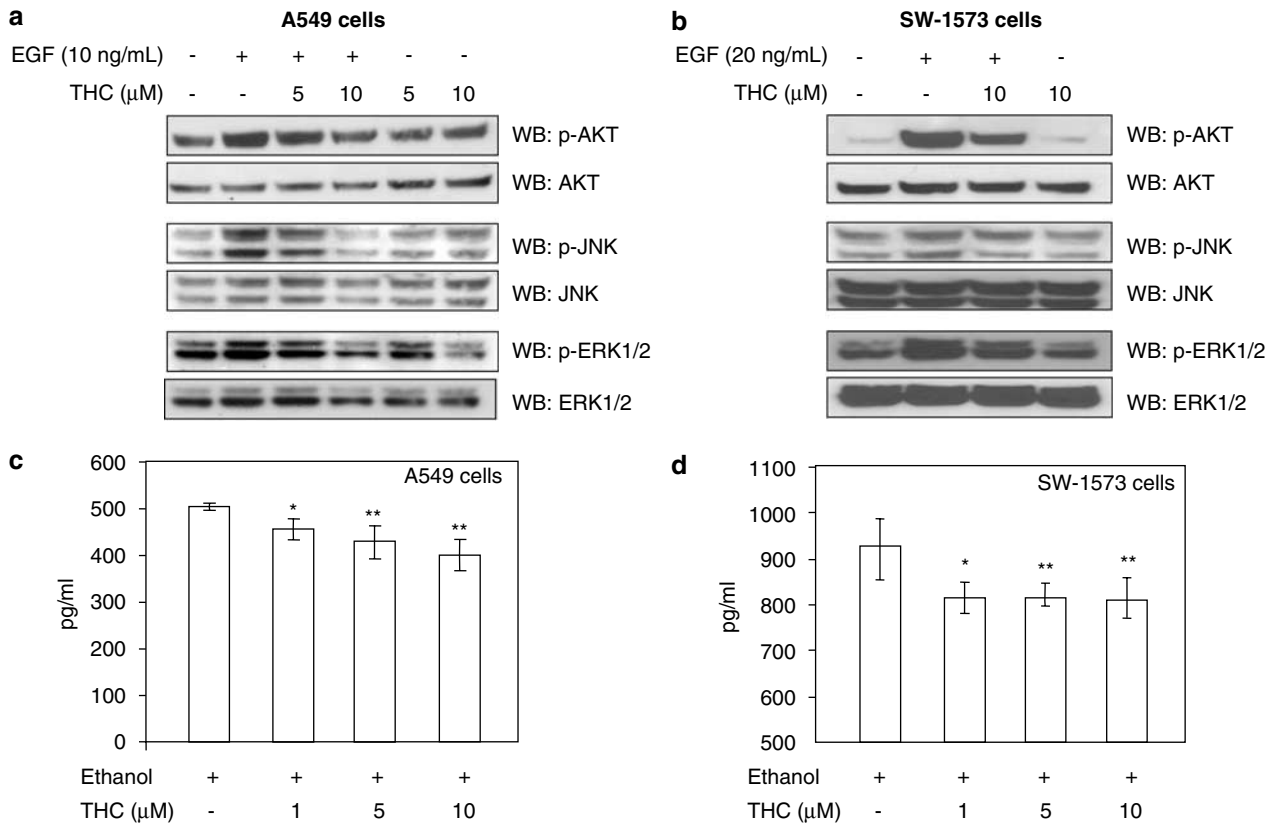 a
A549 cells
EGF (10 ng/mL) - + + + - -
THC (μM) - - 5 10 5 10
WB: p-AKT
WB: AKT
WB: p-JNK
WB: JNK
WB: p-ERK1/2
WB: ERK1/2
b
SW-1573 cells
EGF (20 ng/mL) - + + -
THC (μM) - - 10 10
WB: p-AKT
WB: AKT
WB: p-JNK
WB: JNK
WB: p-ERK1/2
WB: ERK1/2
c
A549 cells
600
500
400
300
200
100
0
pg/ml
* ** **
Ethanol + + + +
THC (μM) - 1 5 10
d
SW-1573 cells
1100
1000
900
800
700
600
500
pg/ml
* ** **
Ethanol + + + +
THC (μM) - 1 5 10